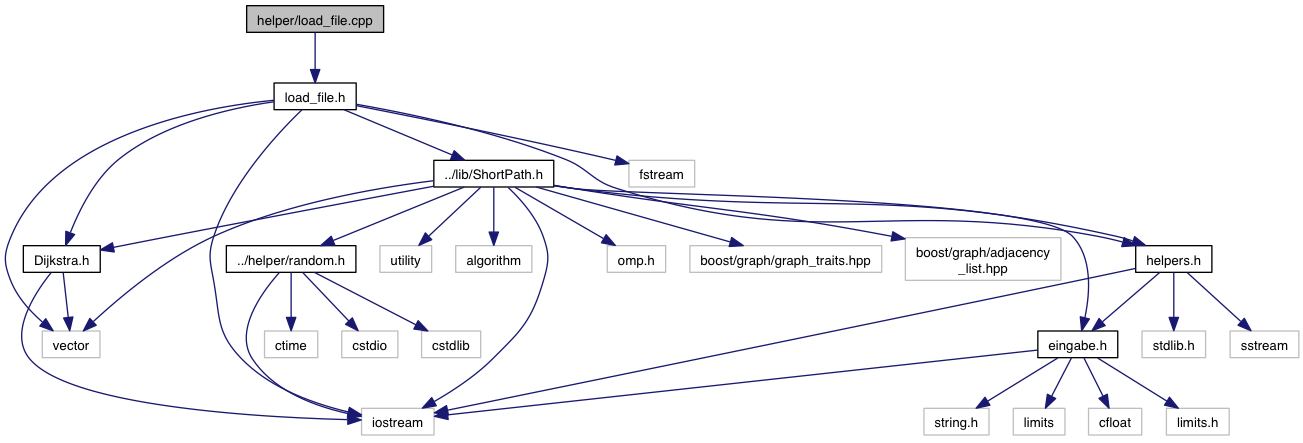 helper/load_file.cpp
load_file.h
../lib/ShortPath.h
fstream
Dijkstra.h
../helper/random.h
utility
algorithm
omp.h
boost/graph/graph_traits.hpp
boost/graph/adjacency
_list.hpp
helpers.h
vector
ctime
cstdio
cstdlib
eingabe.h
stdlib.h
sstream
iostream
string.h
limits
cfloat
limits.h